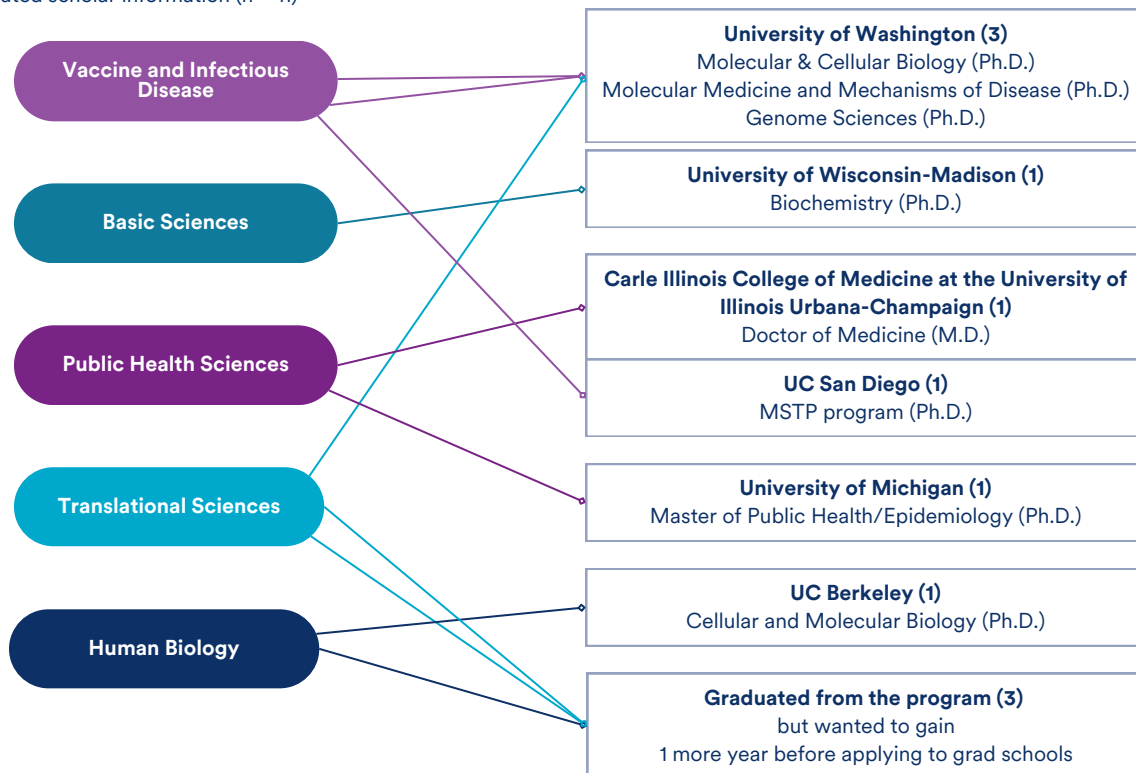 scholar information
Vaccine and Infectious
Disease
Basic Sciences
Public Health Sciences
Translational Sciences
Human Biology
University of Washington (3)
Molecular & Cellular Biology (Ph.D.)
Molecular Medicine and Mechanisms of Disease (Ph.D.)
Genome Sciences (Ph.D.)
University of Wisconsin-Madison (1)
Biochemistry (Ph.D.)
Carle Illinois College of Medicine at the University of
Illinois Urbana-Champaign (1)
Doctor of Medicine (M.D.)
UC San Diego (1)
MSTP program (Ph.D.)
University of Michigan (1)
Master of Public Health/Epidemiology (Ph.D.)
UC Berkeley (1)
Cellular and Molecular Biology (Ph.D.)
Graduated from the program (3)
but wanted to gain
1 more year before applying to grad schools